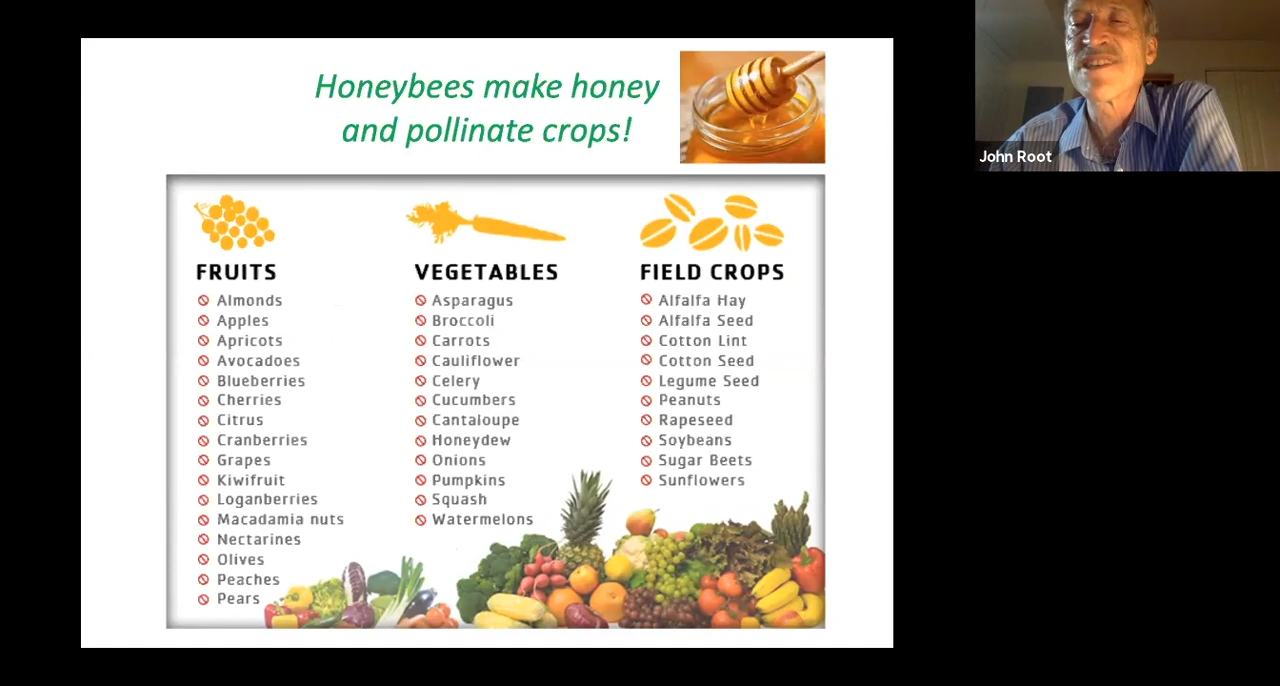 Honeybees make honey
and pollinate crops!
John Root
FRUITS
Almonds
Apples
Apricots
Avocadoes
Blueberries
Cherries
Citrus
Cranberries
Grapes
Kiwifruit
Loganberries
Macadamia nuts
Nectarines
Olives
Peaches
Pears
VEGETABLES
Asparagus
Broccoli
Carrots
Cauliflower
Celery
Cucumbers
Cantaloupe
Honeydew
Onions
Pumpkins
Squash
Watermelons
FIELD CROPS
Alfalfa Hay
Alfalfa Seed
Cotton Lint
Cotton Seed
Legume Seed
Peanuts
Rapeseed
Soybeans
Sugar Beets
Sunflowers